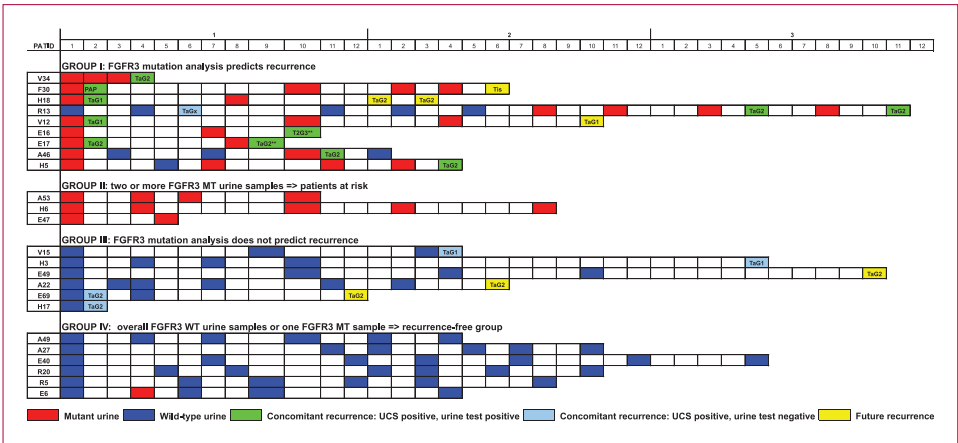 1 2 3
PATID 1 2 3 4 5 6 7 8 9 10 11 12 1 2 3 4 5 6 7 8 9 10 11 12 1 2 3 4 5 6 7 8 9 10 11 12
GROUP I: FGFR3 mutation analysis predicts recurrence
V34 TaG2
F30 PAP Tis
H18 TaG1 TaG2 TaG2
R13 TaGx TaG2 TaG2
V12 TaG1 TaG1
E16 T2G3**
E17 TaG2 TaG2**
A46 TaG2
H5 TaG2
GROUP II: two or more FGFR3 MT urine samples => patients at risk
A53
H6
E47
GROUP III: FGFR3 mutation analysis does not predict recurrence
V15 TaG1
H3 TaG1
E49 TaG2
A22 TaG2
E69 TaG2 TaG2
H17 TaG2
GROUP IV: overall FGFR3 WT urine samples or one FGFR3 MT sample => recurrence-free group
A49
A27
E40
R20
R5
E6
Mutant urine Wild-type urine Concomitant recurrence: UCS positive, urine test positive Concomitant recurrence: UCS positive, urine test negative Future recurrence